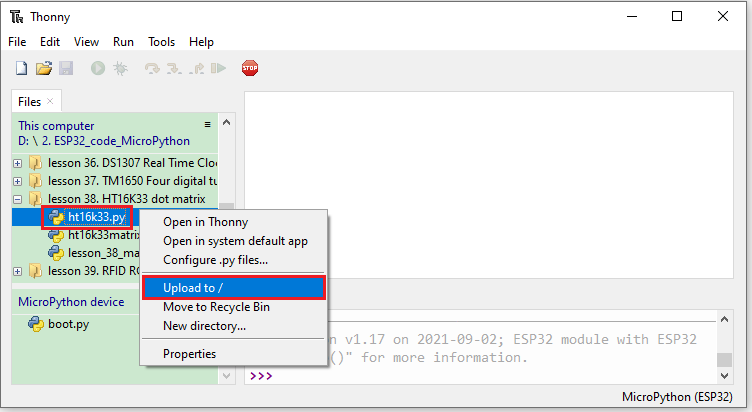 Thonny
File Edit View Run Tools Help
STOP
Files
This computer
D: \ 2. ESP32_code_MicroPython
lesson 36. DS1307 Real Time Clo
lesson 37. TM1650 Four digital tu
lesson 38. HT16K33 dot matrix
ht16k33.py
ht16k33matrix
lesson_38_ma
lesson 39. RFID RC
Open in Thonny
Open in system default app
Configure .py files...
Upload to /
Move to Recycle Bin
New directory...
Properties
MicroPython device
boot.py
n v1.17 on 2021-09-02; ESP32 module with ESP32
()" for more information.
>>>
MicroPython (ESP32)